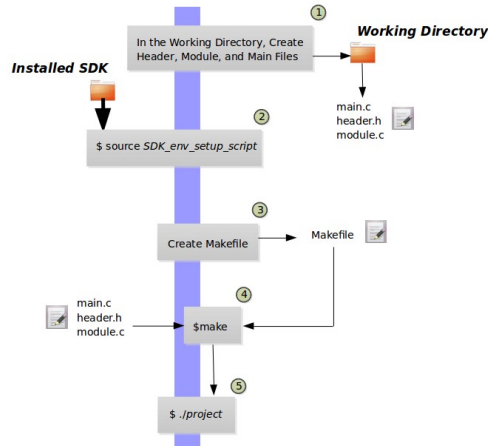 1
In the Working Directory, Create
Header, Module, and Main Files
Working Directory
Installed SDK
main.c
header.h
module.c
2
$ source SDK_env_setup_script
3
Create Makefile
Makefile
4
main.c
header.h
module.c
$make
5
$ ./project